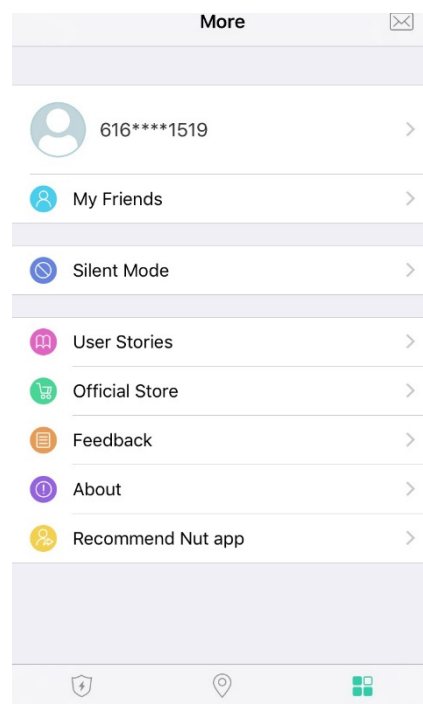 More
616****1519
My Friends
Silent Mode
User Stories
Official Store
Feedback
About
Recommend Nut app